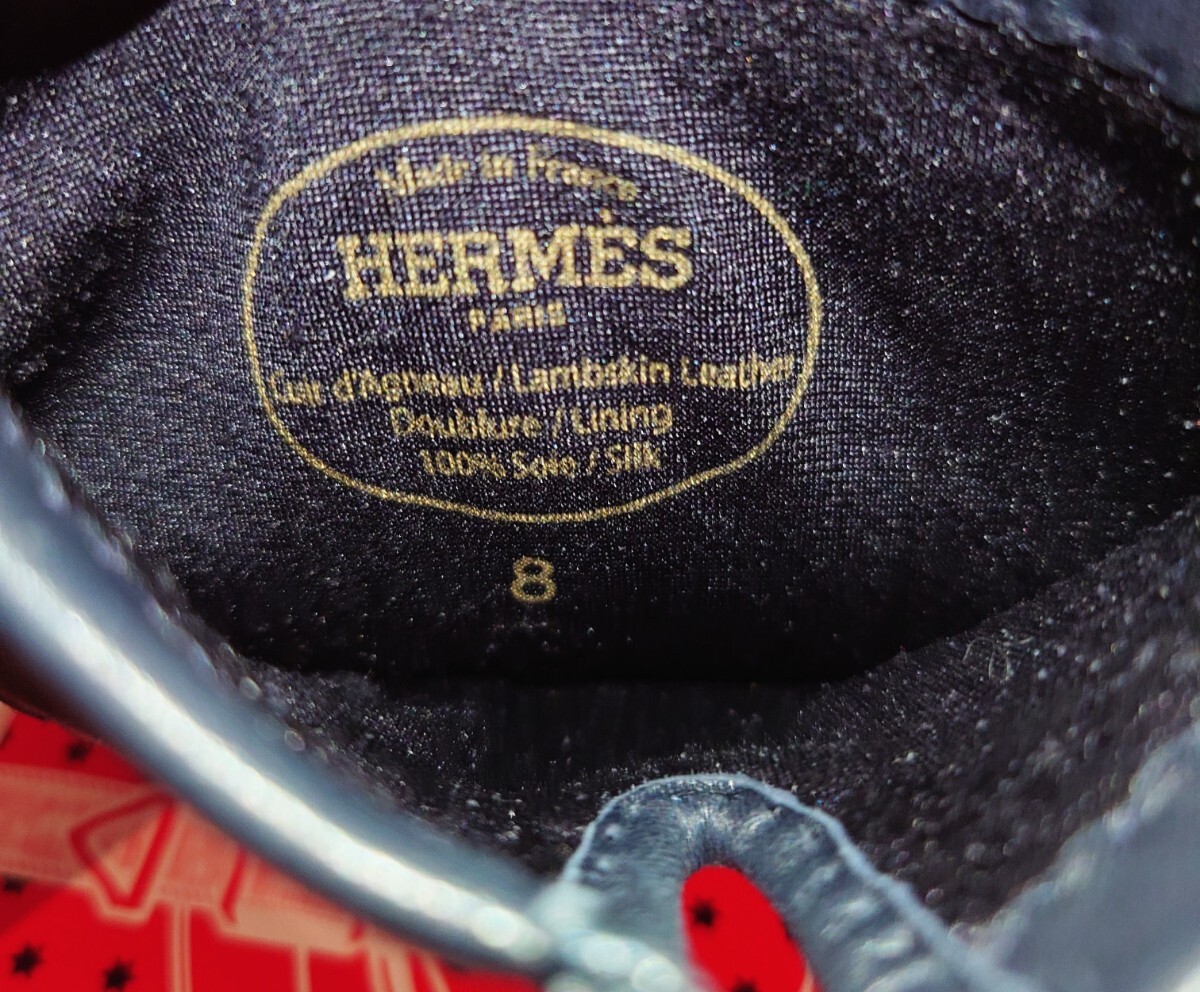 Made in France
HERMÈS
PARIS
Cuir d'Agneau / Lambskin Leather
Doublure / Lining
100% Soie / Silk
8